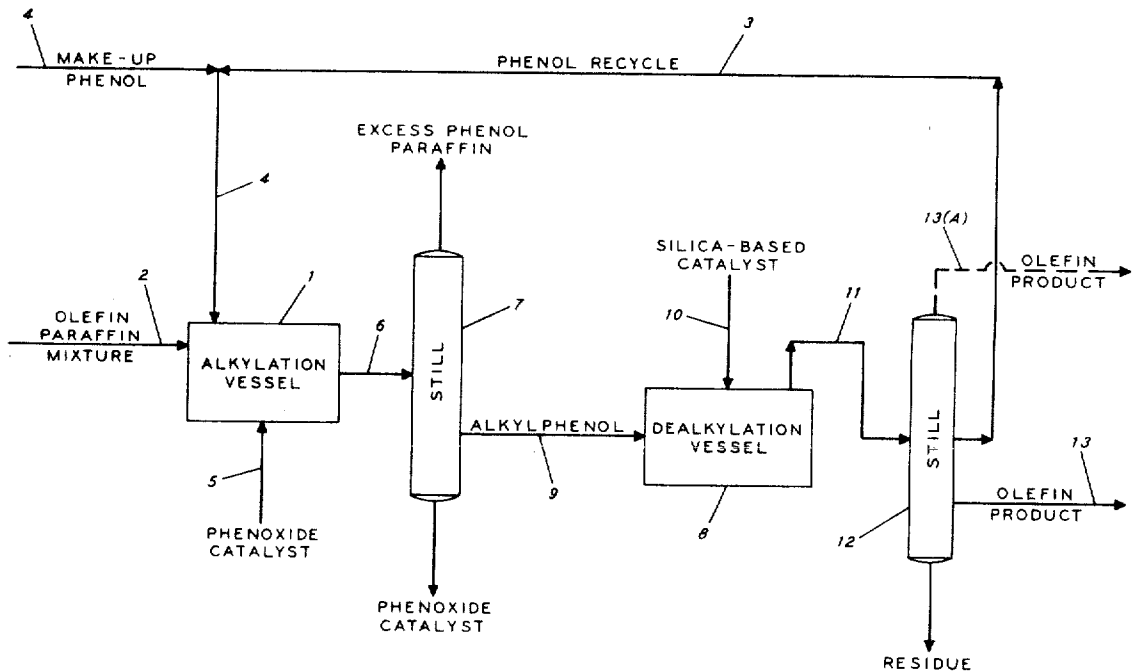 4
MAKE-UP
PHENOL
3
PHENOL RECYCLE
EXCESS PHENOL
PARAFFIN
4
13(A)
SILICA-BASED
CATALYST
OLEFIN
PRODUCT
2
1
7
11
10
OLEFIN
PARAFFIN
MIXTURE
6
ALKYLATION
VESSEL
STILL
ALKYLPHENOL
DEALKYLATION
VESSEL
STILL
13
5
9
8
12
OLEFIN
PRODUCT
PHENOXIDE
CATALYST
PHENOXIDE
CATALYST
RESIDUE